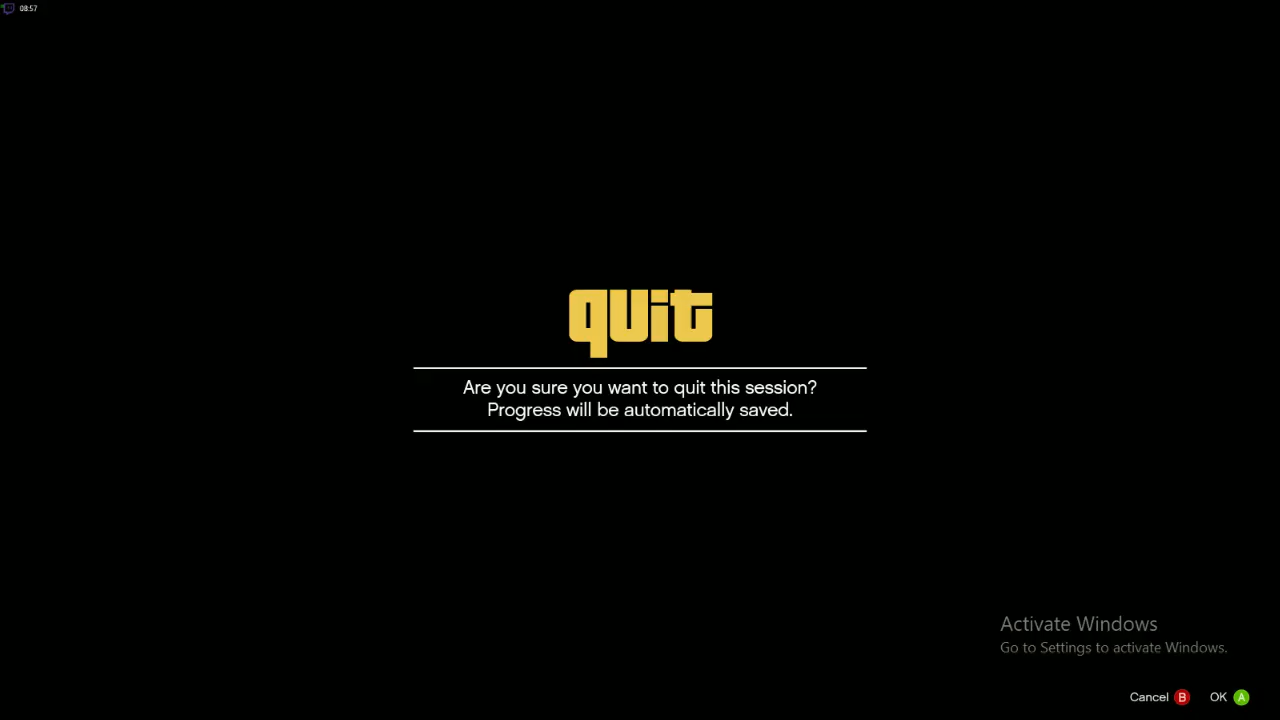 08:57
quit
Are you sure you want to quit this session?
Progress will be automatically saved.
Activate Windows
Go to Settings to activate Windows.
Cancel B OK A